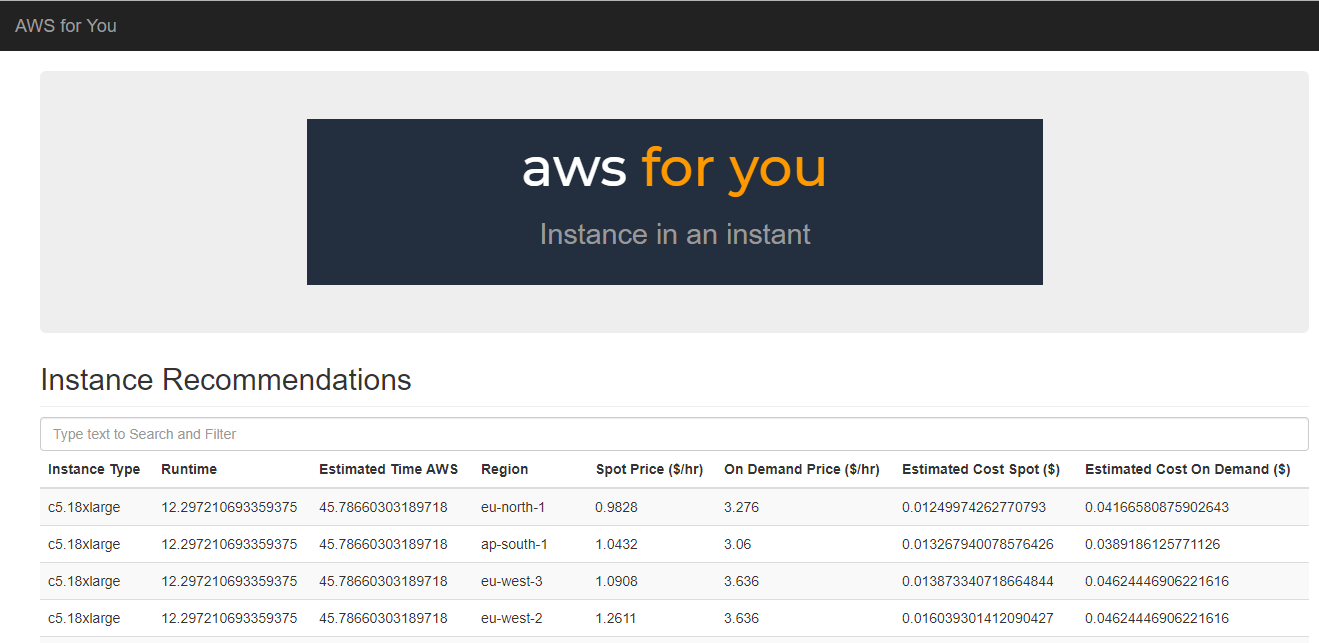 AWS for You
aws for you
Instance in an instant
Instance Recommendations
Type text to Search and Filter
Instance Type Runtime Estimated Time AWS Region Spot Price ($/hr) On Demand Price ($/hr) Estimated Cost Spot ($) Estimated Cost On Demand ($)
c5.18xlarge 12.297210693359375 45.78660303189718 eu-north-1 0.9828 3.276 0.01249974262770793 0.04166580875902643
c5.18xlarge 12.297210693359375 45.78660303189718 ap-south-1 1.0432 3.06 0.013267940078576426 0.0389186125771126
c5.18xlarge 12.297210693359375 45.78660303189718 eu-west-3 1.0908 3.636 0.013873340718664844 0.04624446906221616
c5.18xlarge 12.297210693359375 45.78660303189718 eu-west-2 1.2611 3.636 0.016039301412090427 0.04624446906221616